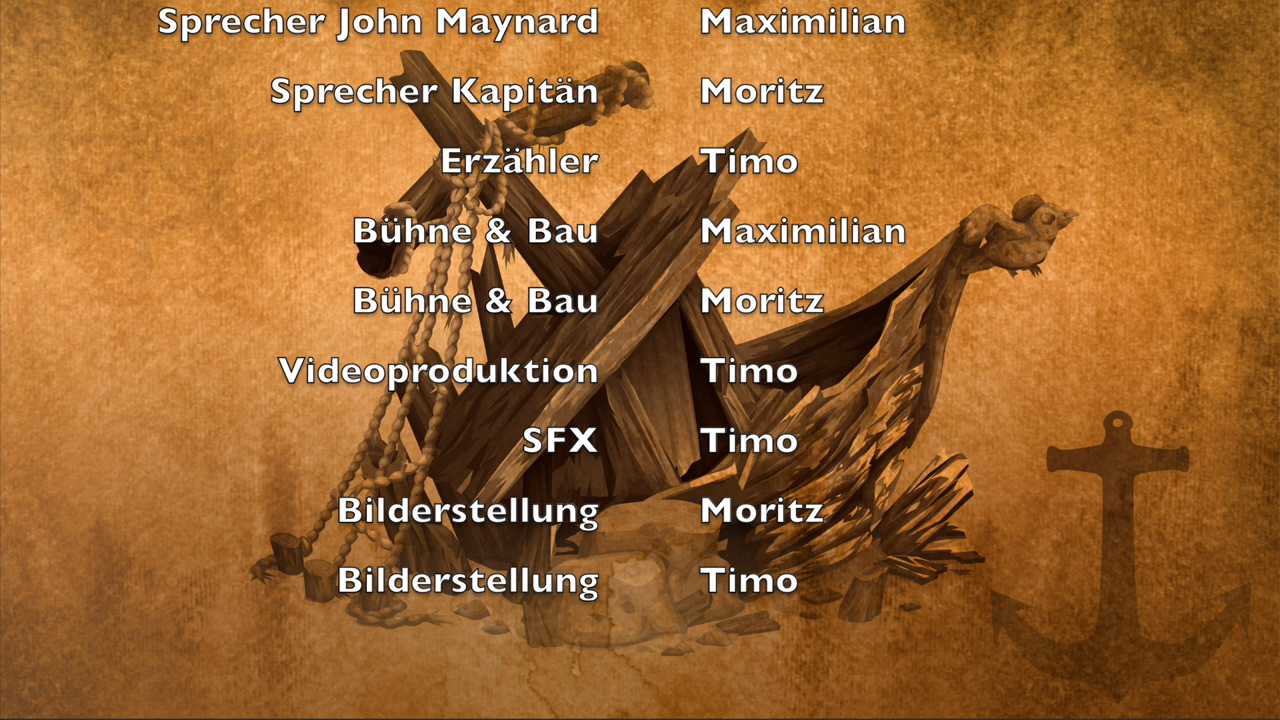 Sprecher John Maynard Maximilian
Sprecher Kapitän Moritz
Erzähler Timo
Bühne & Bau Maximilian
Bühne & Bau Moritz
Videoproduktion Timo
SFX Timo
Bilderstellung Moritz
Bilderstellung Timo